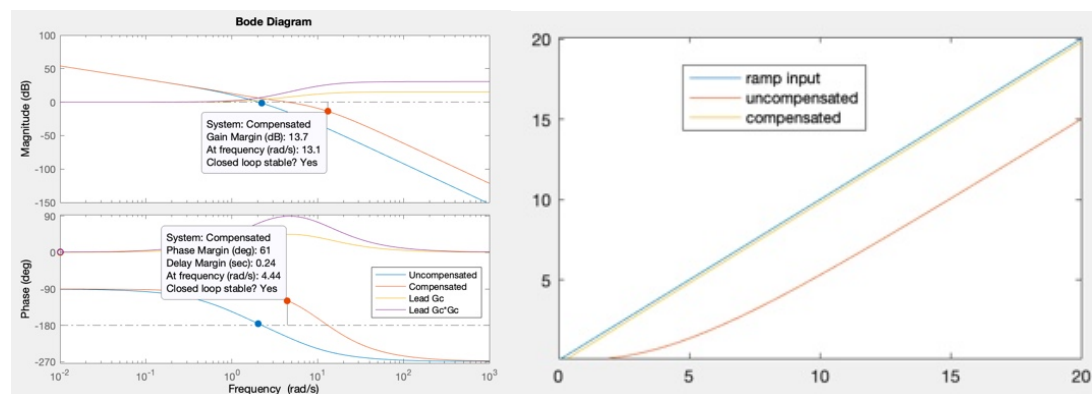 Bode Diagram
Magnitude (dB)
100
50
0
-50
-100
-150
System: Compensated
Gain Margin (dB): 13.7
At frequency (rad/s): 13.1
Closed loop stable? Yes
Phase (deg)
90
0
-90
-180
-270
System: Compensated
Phase Margin (deg): 61
Delay Margin (sec): 0.24
At frequency (rad/s): 4.44
Closed loop stable? Yes
Uncompensated
Compensated
Lead Gc
Lead Gc*Gc
10⁻² 10⁻¹ 10⁰ 10¹ 10² 10³
Frequency (rad/s)
20
15
10
5
ramp input
uncompensated
compensated
0 5 10 15 20